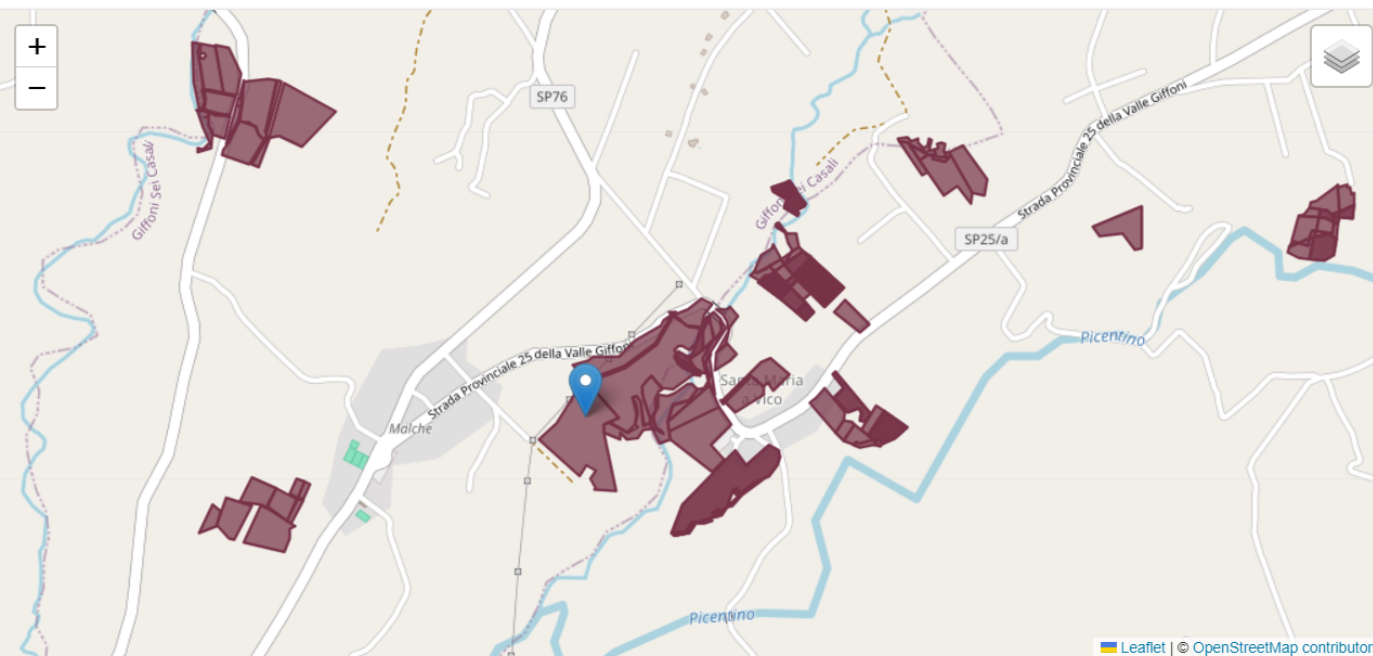 +
−
SP76
Giffoni Sei Casali
Strada Provinciale 25 della Valle Giffoni
Giffoni Sei Casali
SP25/a
Picentino
Strada Provinciale 25 della Valle Giffoni
Santa Maria
a Vico
Malche
Picentino
Leaflet | © OpenStreetMap contributor